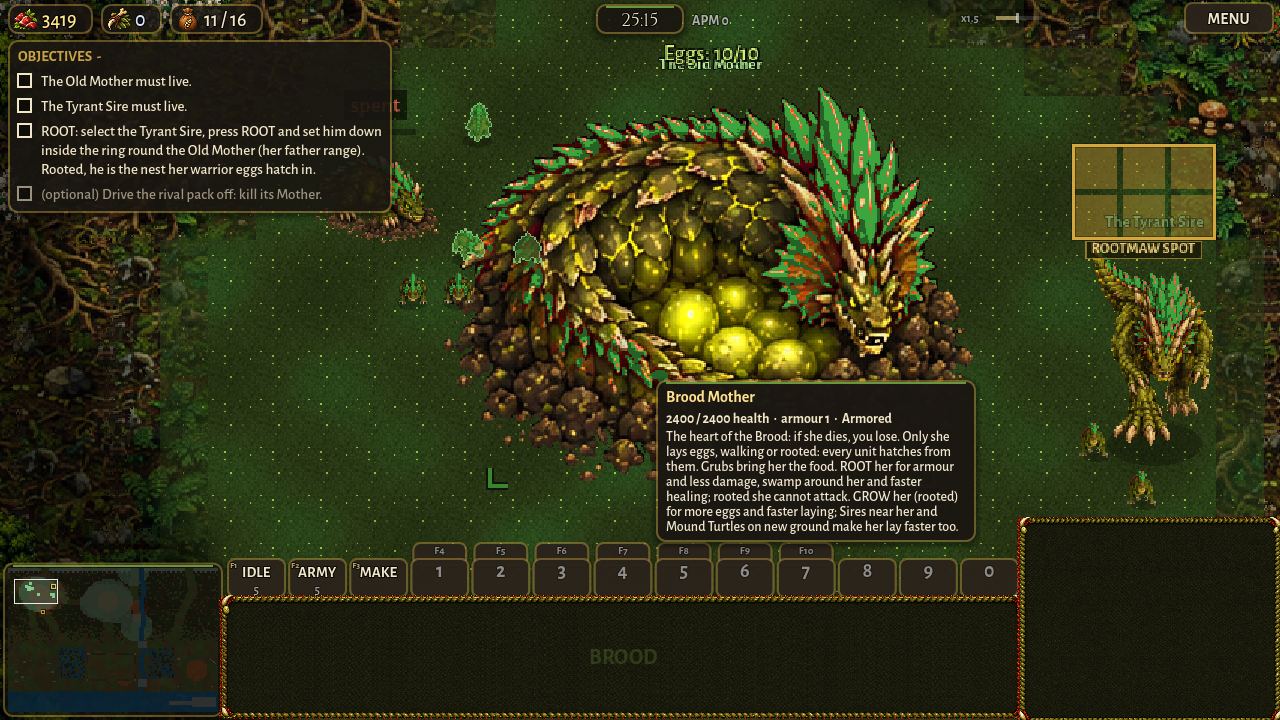 3419
0
11/16
25:15
APM 0.
x1.5
MENU
OBJECTIVES -
The Old Mother must live.
The Tyrant Sire must live.
ROOT: select the Tyrant Sire, press ROOT and set him down
inside the ring round the Old Mother (her father range).
Rooted, he is the nest her warrior eggs hatch in.
(optional) Drive the rival pack off: kill its Mother.
Eggs: 10/10
The Old Mother
spent
The Tyrant Sire
ROOTMAW SPOT
Brood Mother
2400 / 2400 health · armour 1 · Armored
The heart of the Brood: if she dies, you lose. Only she
lays eggs, walking or rooted: every unit hatches from
them. Grubs bring her the food. ROOT her for armour
and less damage, swamp around her and faster
healing; rooted she cannot attack. GROW her (rooted)
for more eggs and faster laying; Sires near her and
Mound Turtles on new ground make her lay faster too.
F4 F5 F6 F7 F8 F9 F10
F1 IDLE F2 ARMY F3 MAKE 1 2 3 4 5 6 7 8 9 0
5 5
BROOD